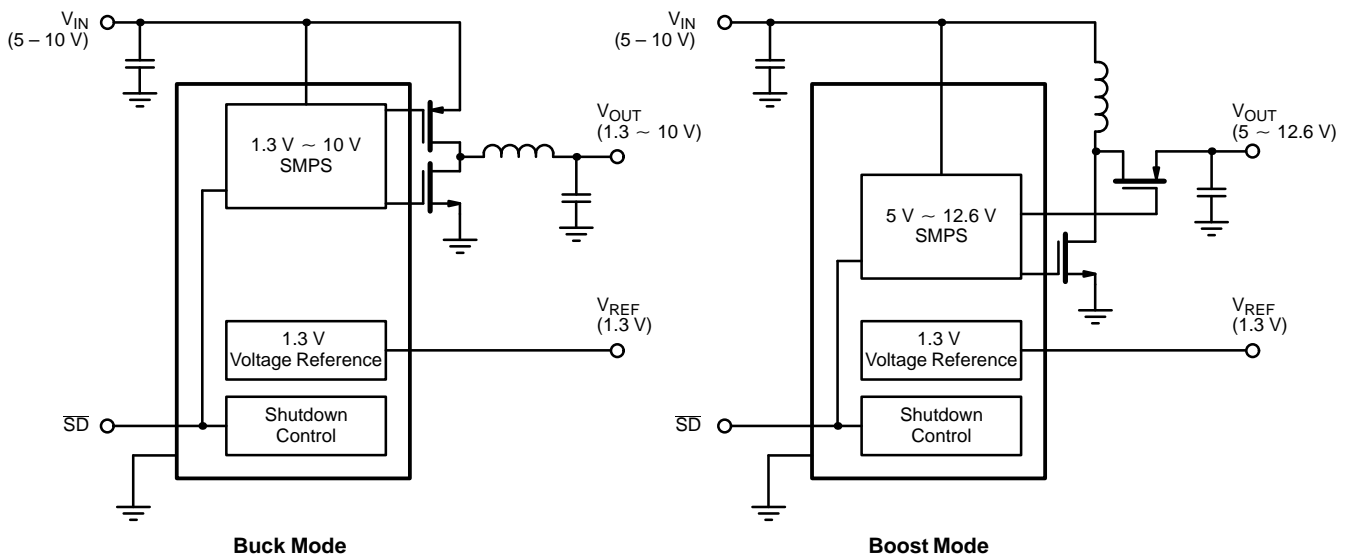 VIN
(5 – 10 V)
1.3 V ∼ 10 V
SMPS
VOUT
(1.3 ∼ 10 V)
1.3 V
Voltage Reference
VREF
(1.3 V)
SD
Shutdown
Control
Buck Mode
VIN
(5 – 10 V)
VOUT
(5 ∼ 12.6 V)
5 V ∼ 12.6 V
SMPS
1.3 V
Voltage Reference
VREF
(1.3 V)
SD
Shutdown
Control
Boost Mode